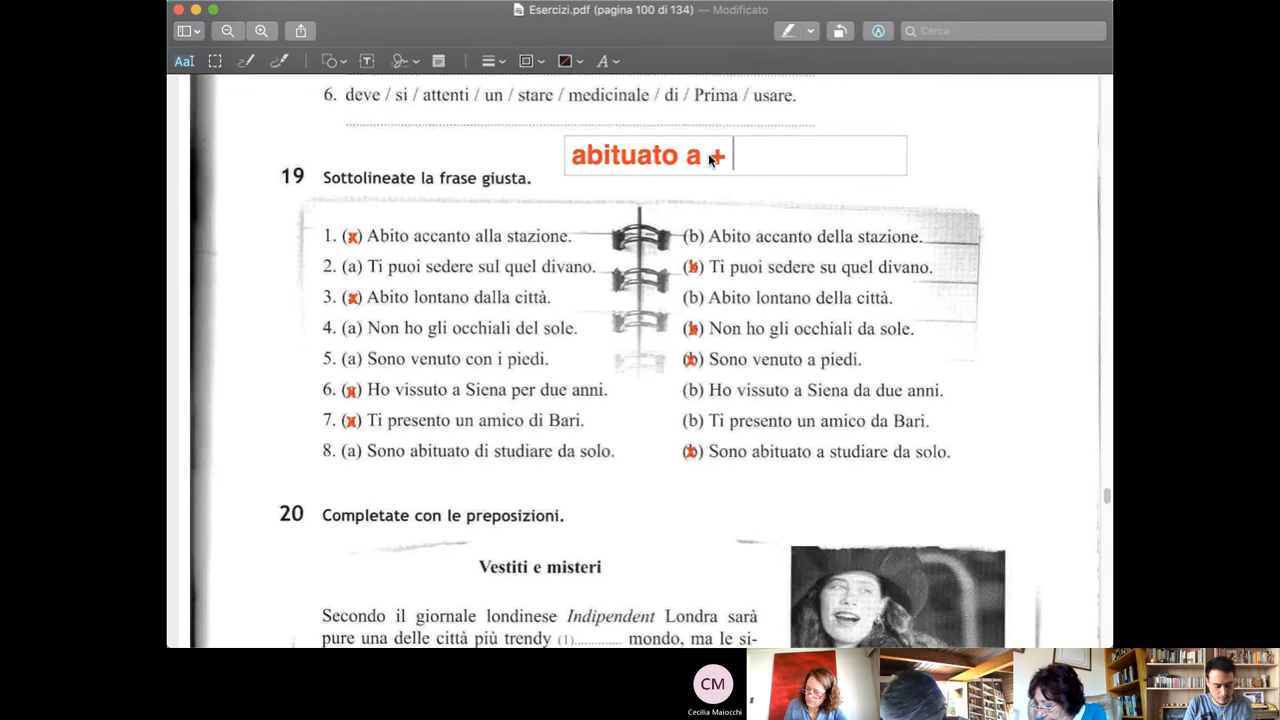 Esercizi.pdf (pagina 100 di 134) — Modificato
Cerca
AaI
6. deve / si / attenti / un / stare / medicinale / di / Prima / usare.
abituato a +
19 Sottolineate la frase giusta.
1. (x) Abito accanto alla stazione. (b) Abito accanto della stazione.
2. (a) Ti puoi sedere sul quel divano. (x) Ti puoi sedere su quel divano.
3. (x) Abito lontano dalla città. (b) Abito lontano della città.
4. (a) Non ho gli occhiali del sole. (x) Non ho gli occhiali da sole.
5. (a) Sono venuto con i piedi. (x) Sono venuto a piedi.
6. (x) Ho vissuto a Siena per due anni. (b) Ho vissuto a Siena da due anni.
7. (x) Ti presento un amico di Bari. (b) Ti presento un amico da Bari.
8. (a) Sono abituato di studiare da solo. (x) Sono abituato a studiare da solo.
20 Completate con le preposizioni.
Vestiti e misteri
Secondo il giornale londinese Indipendent Londra sarà
pure una delle città più trendy (1)............ mondo, ma le si-
CM
Cecilia Maiocchi